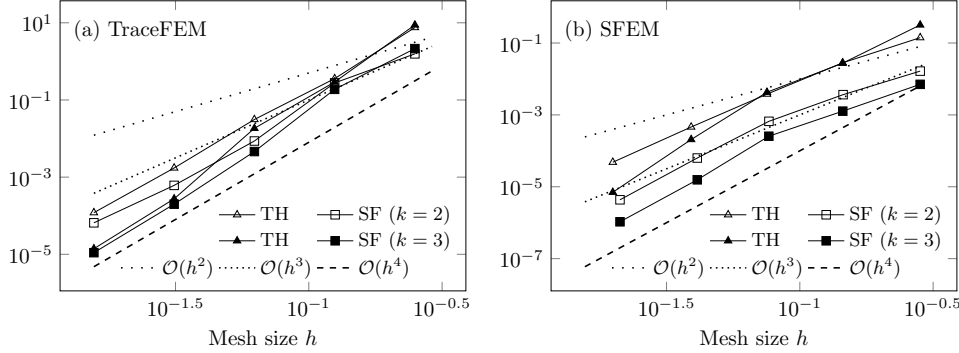 (a) TraceFEM
10^1
10^{-1}
10^{-3}
10^{-5}
TH SF (k = 2)
TH SF (k = 3)
O(h^2) O(h^3) O(h^4)
10^{-1.5} 10^{-1} 10^{-0.5}
Mesh size h
(b) SFEM
10^{-1}
10^{-3}
10^{-5}
10^{-7}
TH SF (k = 2)
TH SF (k = 3)
O(h^2) O(h^3) O(h^4)
10^{-1.5} 10^{-1} 10^{-0.5}
Mesh size h